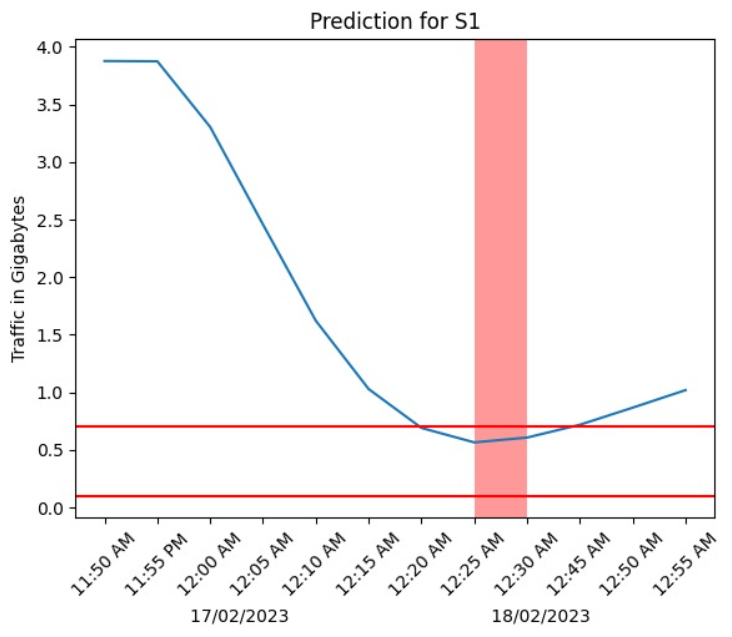 Prediction for S1
Traffic in Gigabytes
4.0
3.5
3.0
2.5
2.0
1.5
1.0
0.5
0.0
11:50 AM
11:55 PM
12:00 AM
12:05 AM
12:10 AM
12:15 AM
12:20 AM
12:25 AM
12:30 AM
12:45 AM
12:50 AM
12:55 AM
17/02/2023
18/02/2023